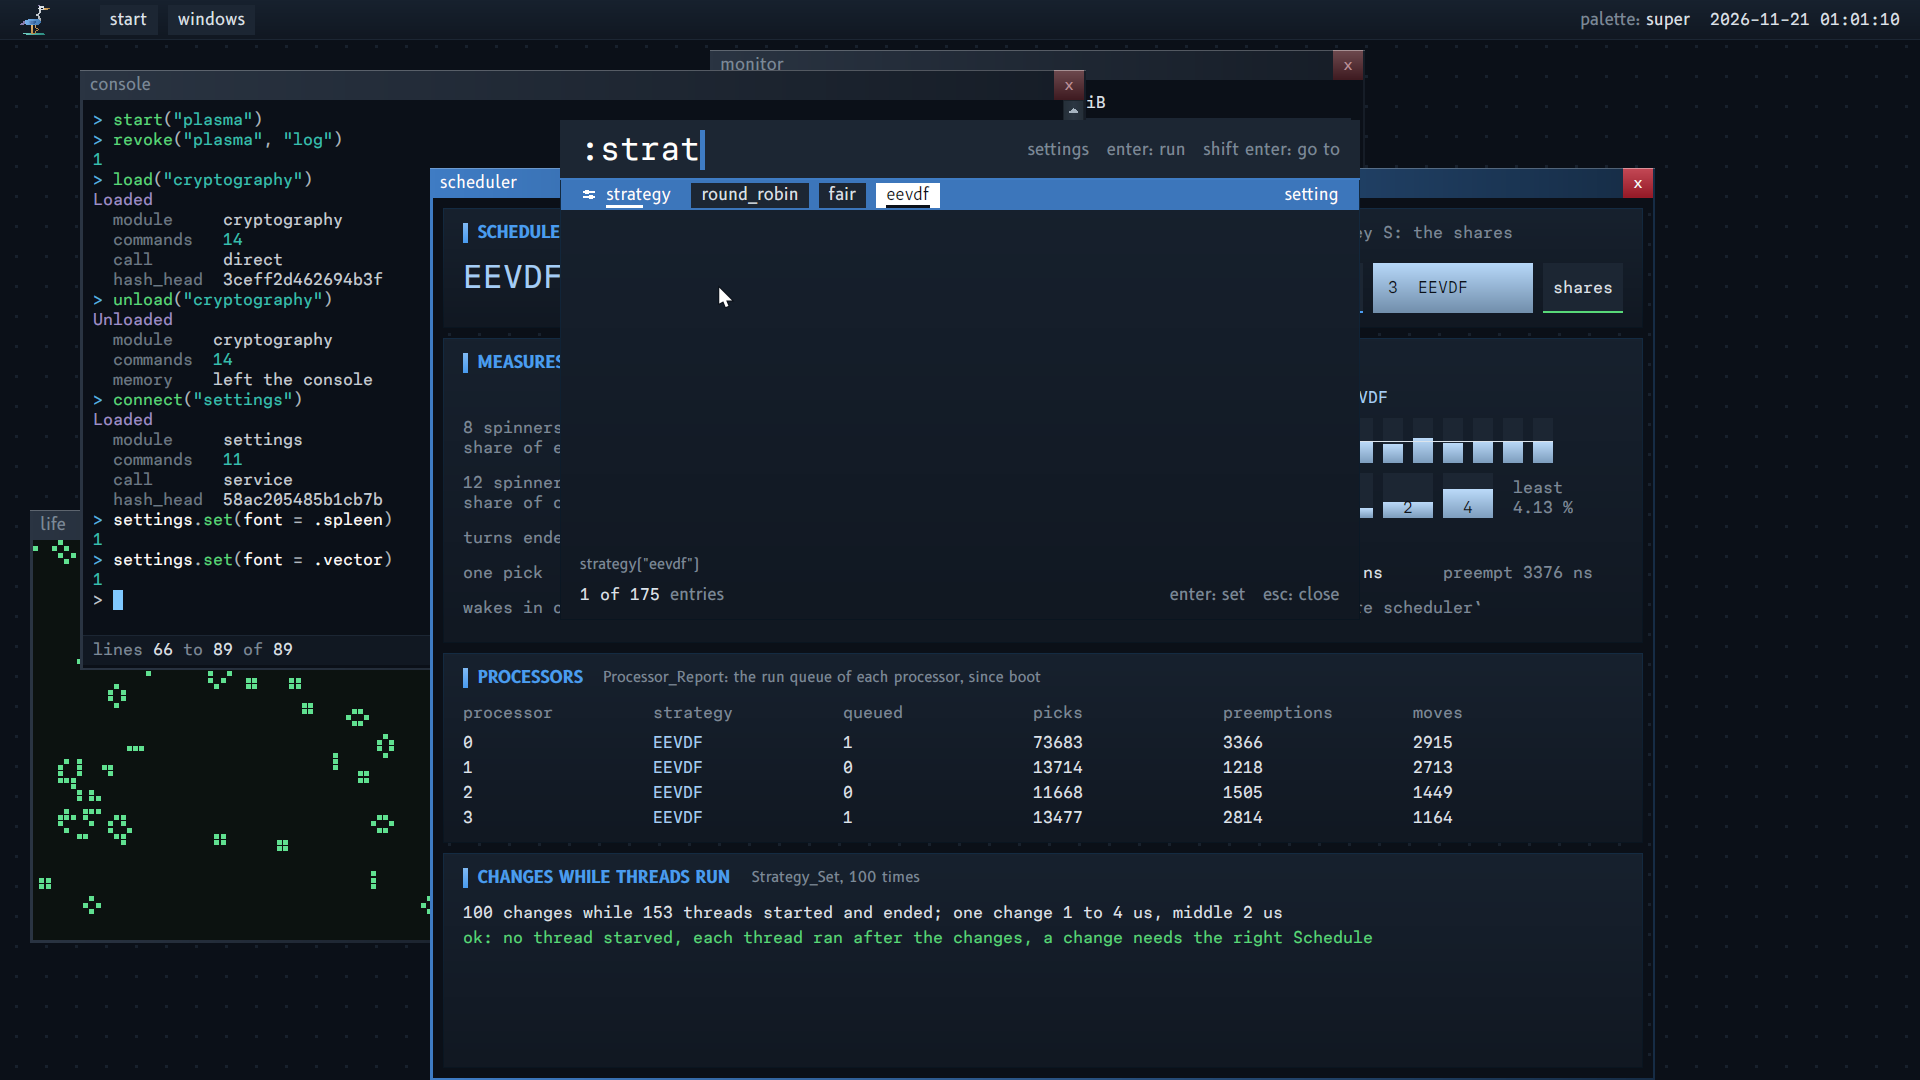 start windows palette: super 2026-11-21 01:01:10
monitor x
iB
console x
> start("plasma")
> revoke("plasma", "log")
1
> load("cryptography")
Loaded
module cryptography
commands 14
call direct
hash_head 3ceff2d462694b3f
> unload("cryptography")
Unloaded
module cryptography
commands 14
memory left the console
> connect("settings")
Loaded
module settings
commands 11
call service
hash_head 58ac205485b1cb7b
> settings.set(font = .spleen)
1
> settings.set(font = .vector)
1
>
lines 66 to 89 of 89
life
:strat settings enter: run shift enter: go to
strategy round_robin fair eevdf setting
strategy["eevdf"]
1 of 175 entries enter: set esc: close
scheduler x
SCHEDULE
S: the shares
EEVDF
3 EEVDF shares
MEASURES
VDF
8 spinners
share of
12 spinner
share of
2 4
least
4.13 %
turns ende
one pick
ns preempt 3376 ns
wakes in
scheduler`
PROCESSORS Processor_Report: the run queue of each processor, since boot
processor strategy queued picks preemptions moves
0 EEVDF 1 73683 3366 2915
1 EEVDF 0 13714 1218 2713
2 EEVDF 0 11668 1505 1449
3 EEVDF 1 13477 2814 1164
CHANGES WHILE THREADS RUN Strategy_Set, 100 times
100 changes while 153 threads started and ended; one change 1 to 4 us, middle 2 us
ok: no thread starved, each thread ran after the changes, a change needs the right Schedule